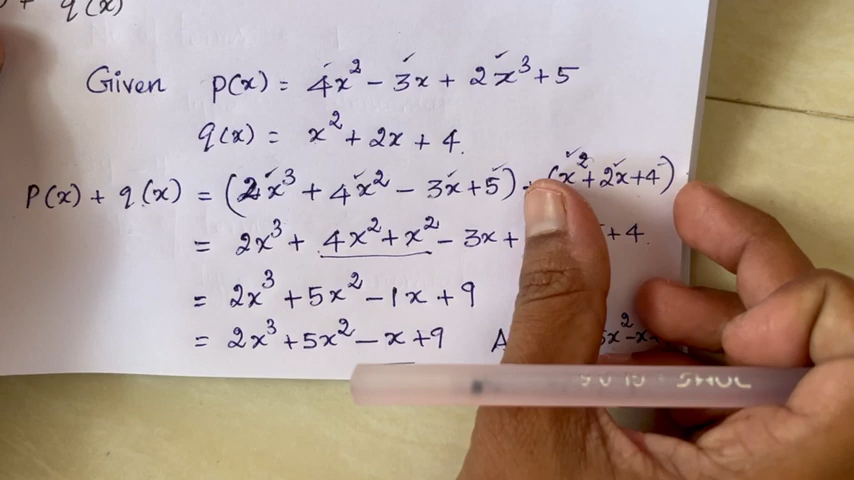 + q(x)
Given p(x) = 4x² - 3x + 2x³ + 5
q(x) = x² + 2x + 4.
P(x) + q(x) = (2x³ + 4x² - 3x + 5) + (x² + 2x + 4)
= 2x³ + 4x² + x² - 3x + + 4.
= 2x³ + 5x² - 1x + 9
= 2x³ + 5x² - x + 9 5x² - x